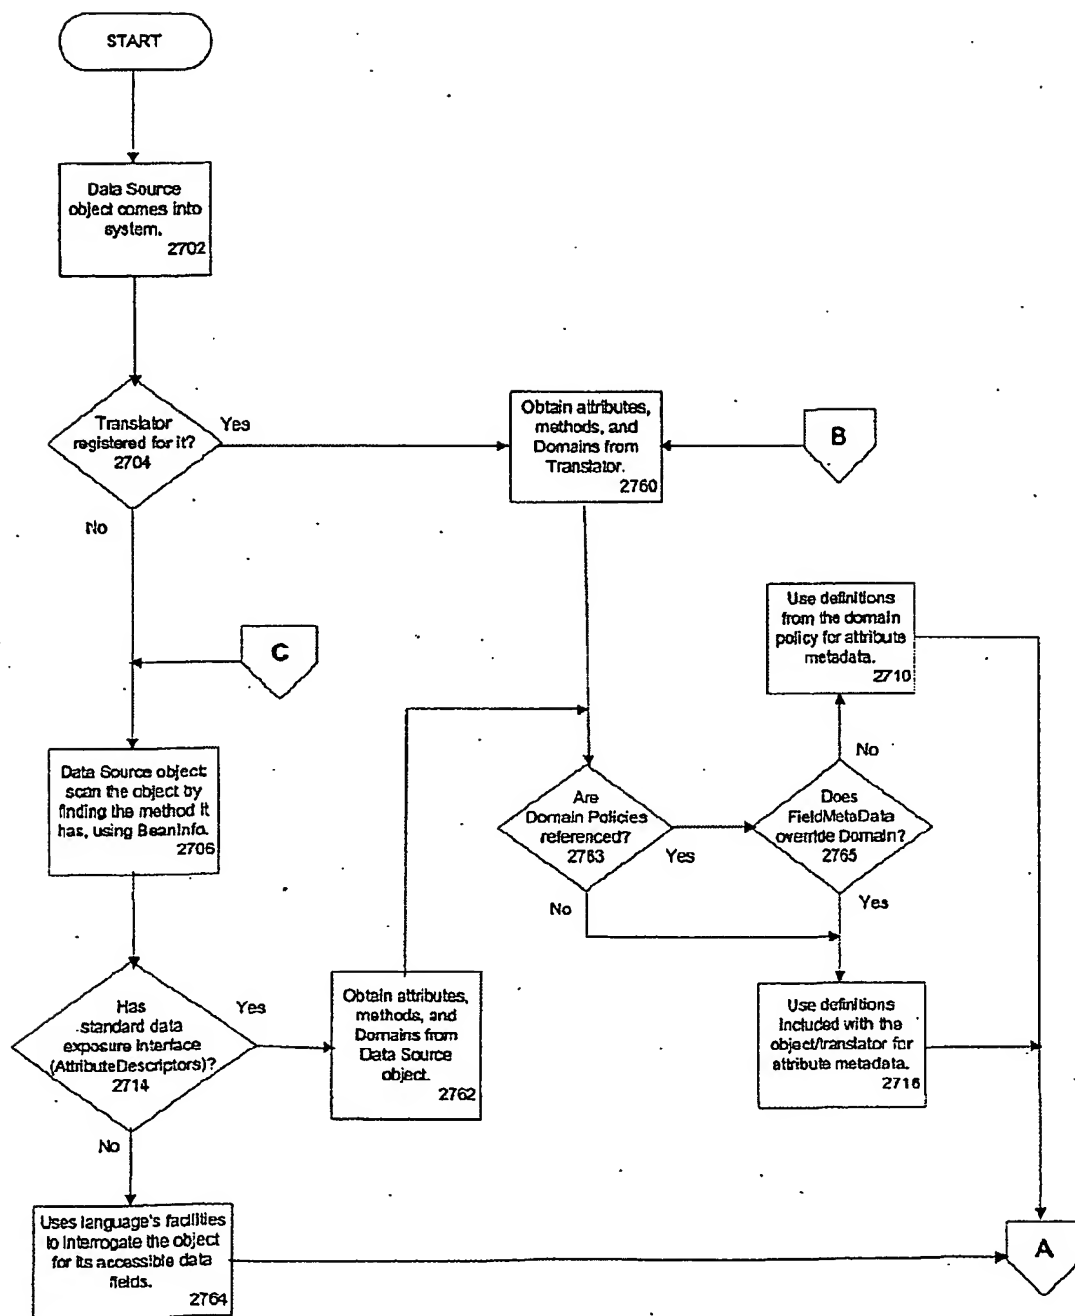 START
Data Source
object comes into
system.
2702
Translator
registered for it?
2704
Yes
No
Obtain attributes,
methods, and
Domains from
Translator.
2760
B
C
Use definitions
from the domain
policy for attribute
metadata.
2710
No
Data Source object:
scan the object by
finding the method it
has, using BeanInfo.
2706
Are
Domain Policies
referenced?
2763
Yes
No
Does
FieldMetaData
override Domain?
2765
Yes
Has
standard data
exposure interface
(AttributeDescriptors)?
2714
Yes
No
Obtain attributes,
methods, and
Domains from
Data Source
object.
2762
Use definitions
included with the
object/translator for
attribute metadata.
2716
Uses language's facilities
to interrogate the object
for its accessible data
fields.
2764
A